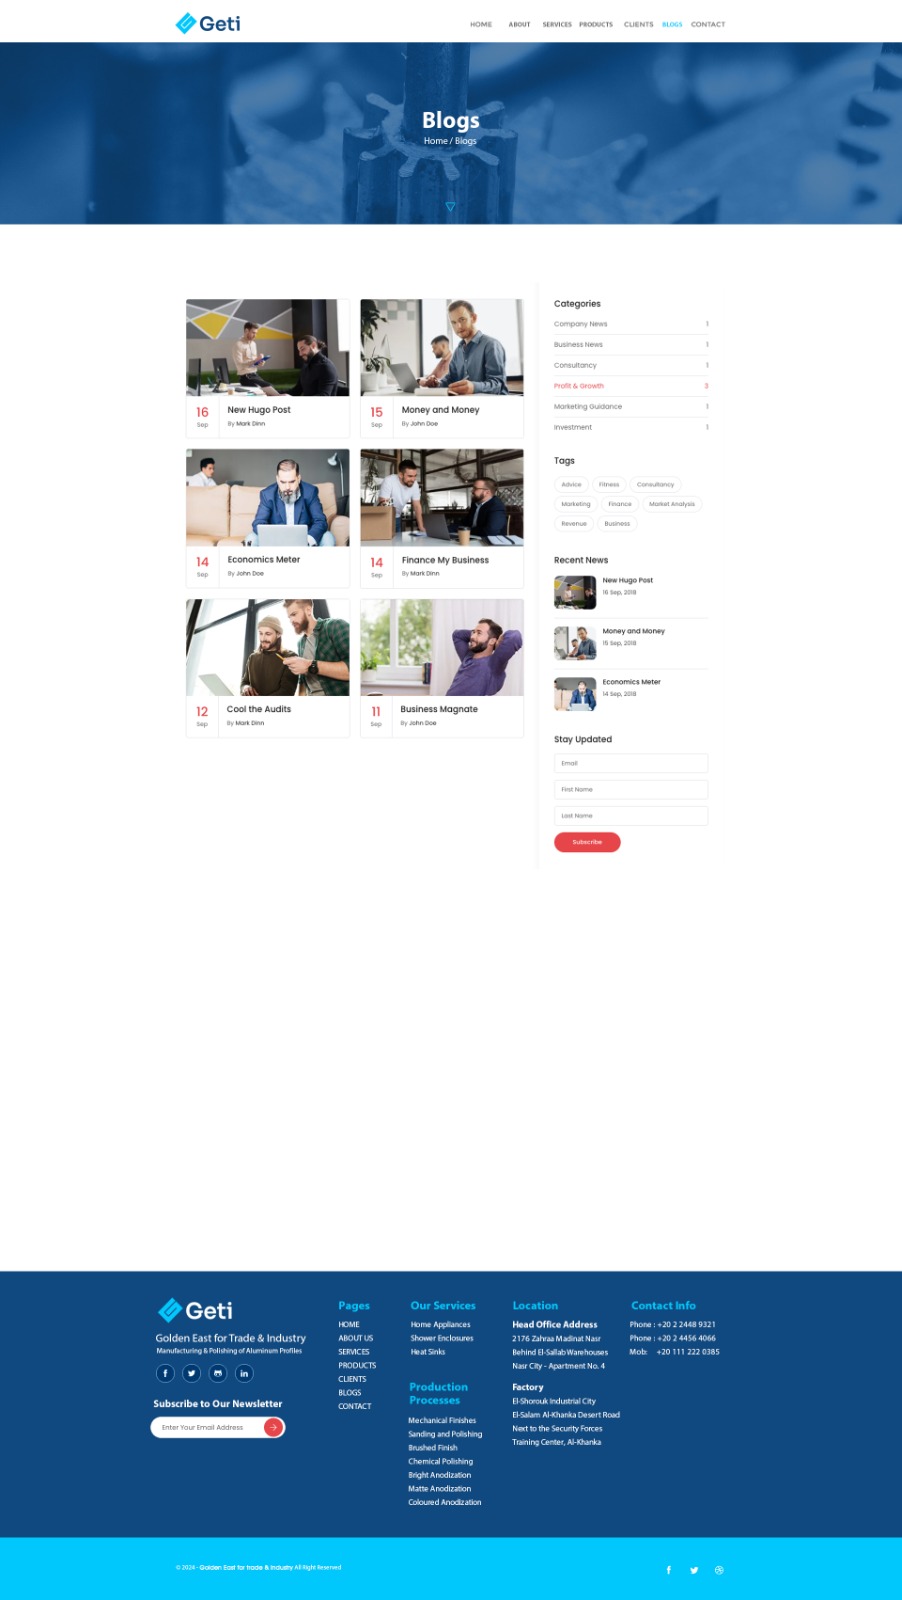 Geti
HOME ABOUT SERVICES PRODUCTS CLIENTS BLOGS CONTACT
Blogs
Home / Blogs
16
Sep
New Hugo Post
By Mark Dinn
15
Sep
Money and Money
By John Doe
14
Sep
Economics Meter
By John Doe
14
Sep
Finance My Business
By Mark Dinn
12
Sep
Cool the Audits
By Mark Dinn
11
Sep
Business Magnate
By John Doe
Categories
Company News 1
Business News 1
Consultancy 1
Profit & Growth 3
Marketing Guidance 1
Investment 1
Tags
Advice Fitness Consultancy
Marketing Finance Market Analysis
Revenue Business
Recent News
New Hugo Post
16 Sep, 2018
Money and Money
15 Sep, 2018
Economics Meter
14 Sep, 2018
Stay Updated
Email
First Name
Last Name
Subscribe
Geti
Golden East for Trade & Industry
Manufacturing & Polishing of Aluminum Profiles
Subscribe to Our Newsletter
Enter Your Email Address
Pages
HOME
ABOUT US
SERVICES
PRODUCTS
CLIENTS
BLOGS
CONTACT
Our Services
Home Appliances
Shower Enclosures
Heat Sinks
Production
Processes
Mechanical Finishes
Sanding and Polishing
Brushed Finish
Chemical Polishing
Bright Anodization
Matte Anodization
Coloured Anodization
Location
Head Office Address
2176 Zahraa Madinat Nasr
Behind El-Sallab Warehouses
Nasr City - Apartment No. 4
Factory
El-Shorouk Industrial City
El-Salam Al-Khanka Desert Road
Next to the Security Forces
Training Center, Al-Khanka
Contact Info
Phone : +20 2 2448 9321
Phone : +20 2 4456 4066
Mob: +20 111 222 0385
© 2024 - Golden East for trade & Industry All Right Reserved